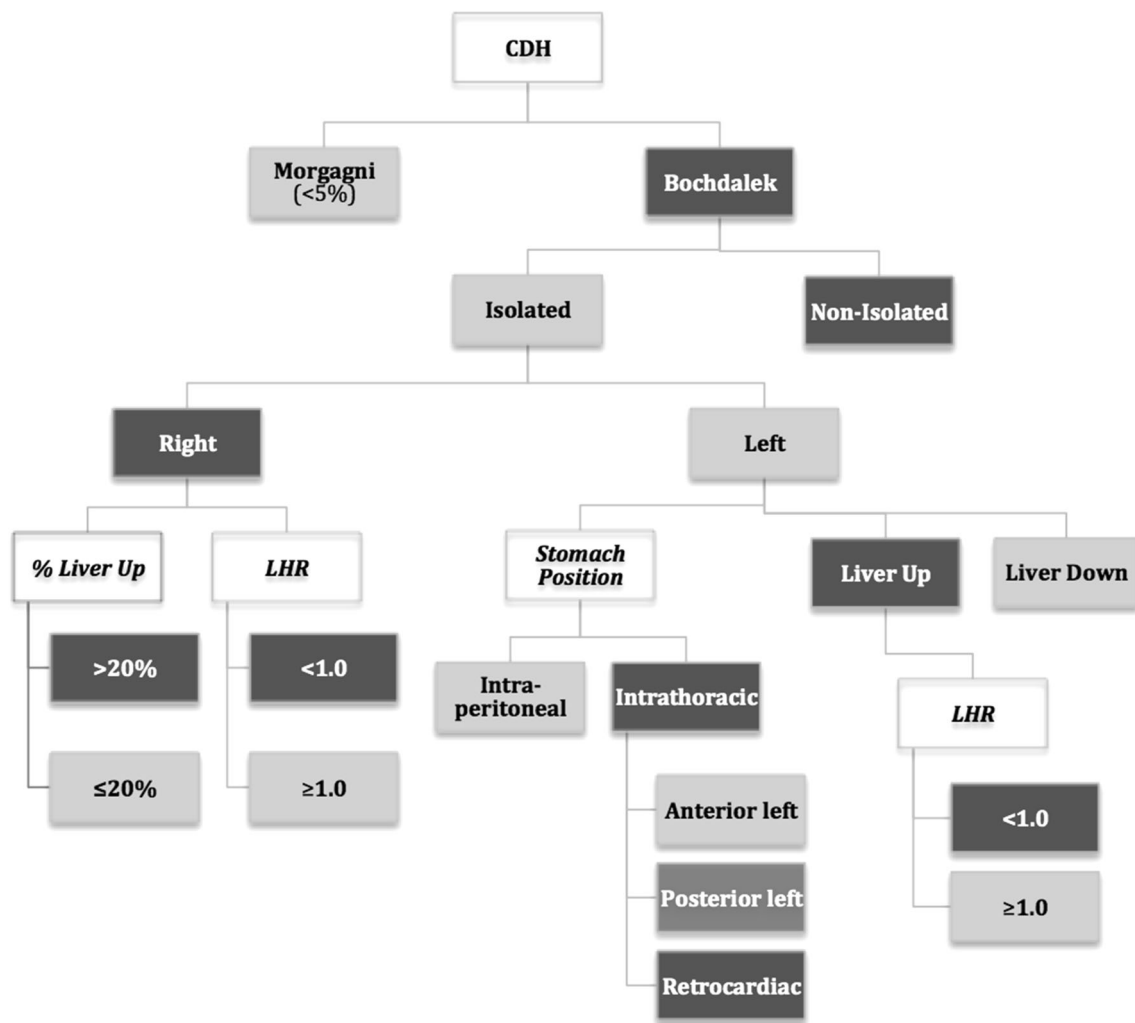 CDH
Morgagni
(<5%)
Bochdalek
Isolated
Non-Isolated
Right
Left
% Liver Up
LHR
Stomach
Position
Liver Up
Liver Down
>20%
<1.0
Intra-
peritoneal
Intrathoracic
LHR
≤20%
≥1.0
Anterior left
<1.0
Posterior left
≥1.0
Retrocardiac